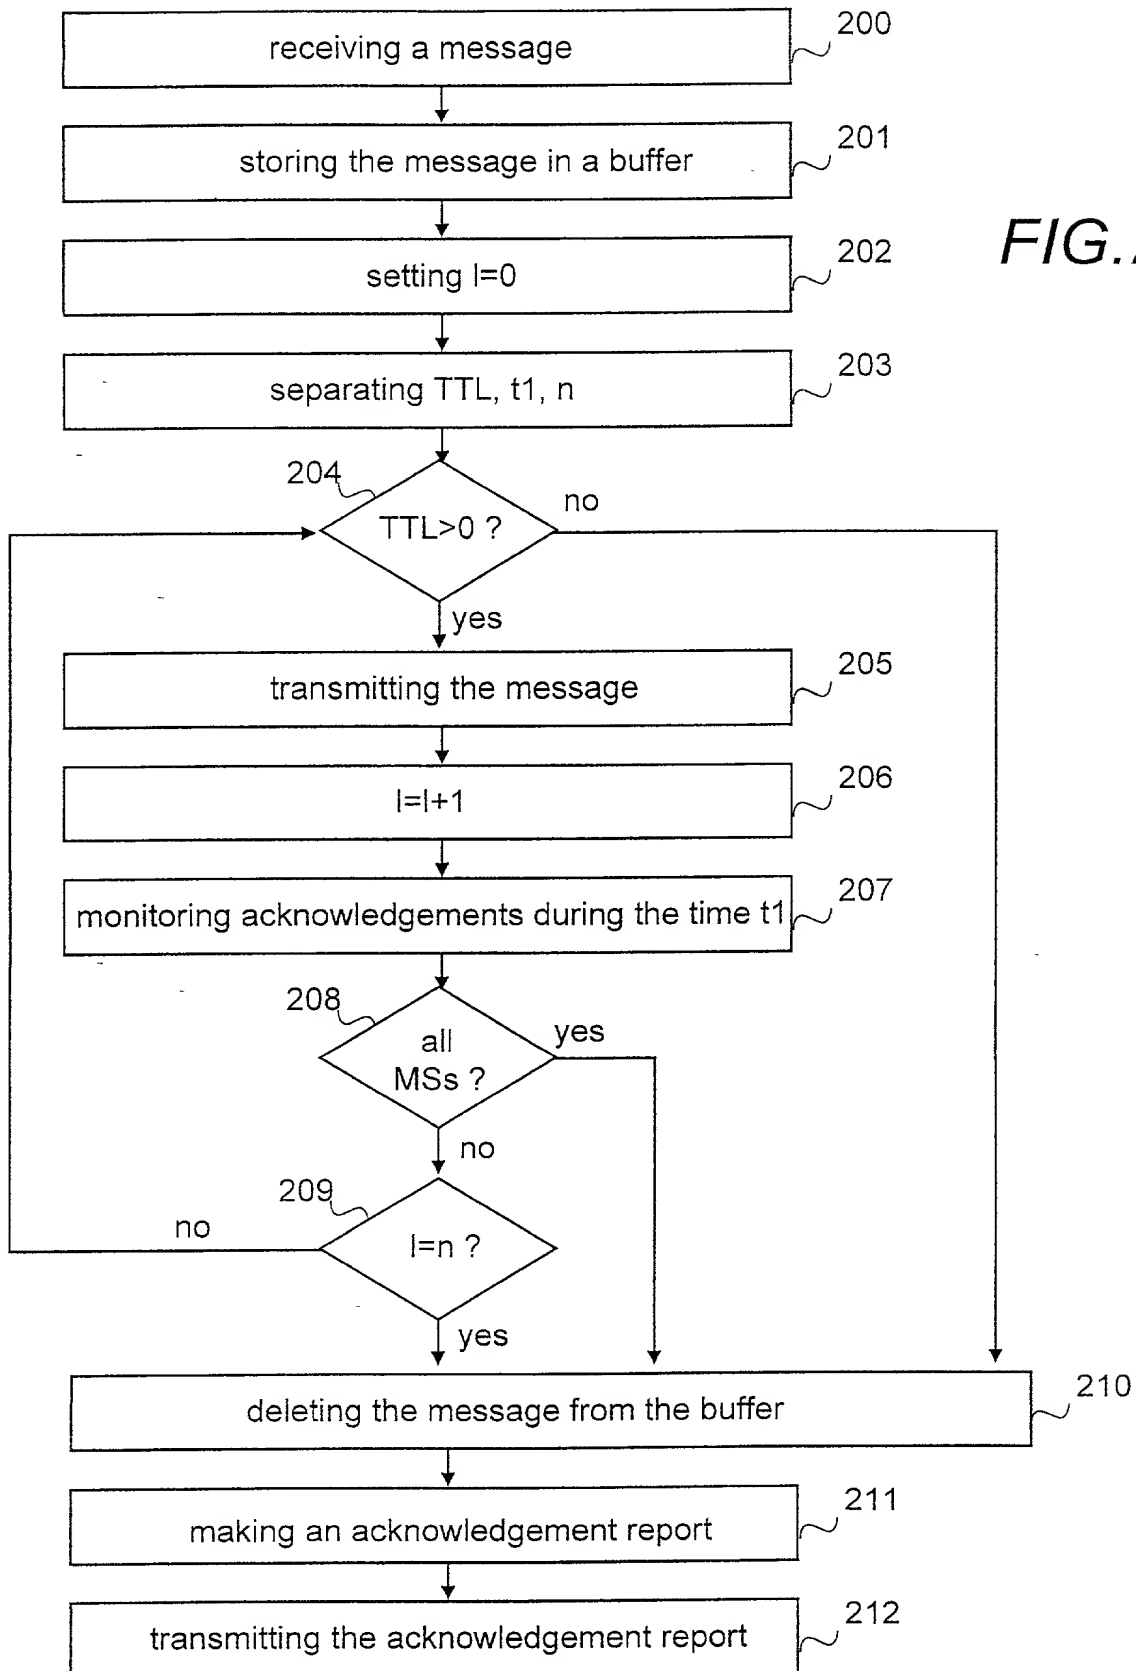 receiving a message
200
storing the message in a buffer
201
FIG.
setting I=0
202
separating TTL, t1, n
203
204
TTL>0 ?
no
yes
transmitting the message
205
I=I+1
206
monitoring acknowledgements during the time t1
207
208
all
MSs ?
yes
no
209
I=n ?
no
yes
deleting the message from the buffer
210
making an acknowledgement report
211
transmitting the acknowledgement report
212